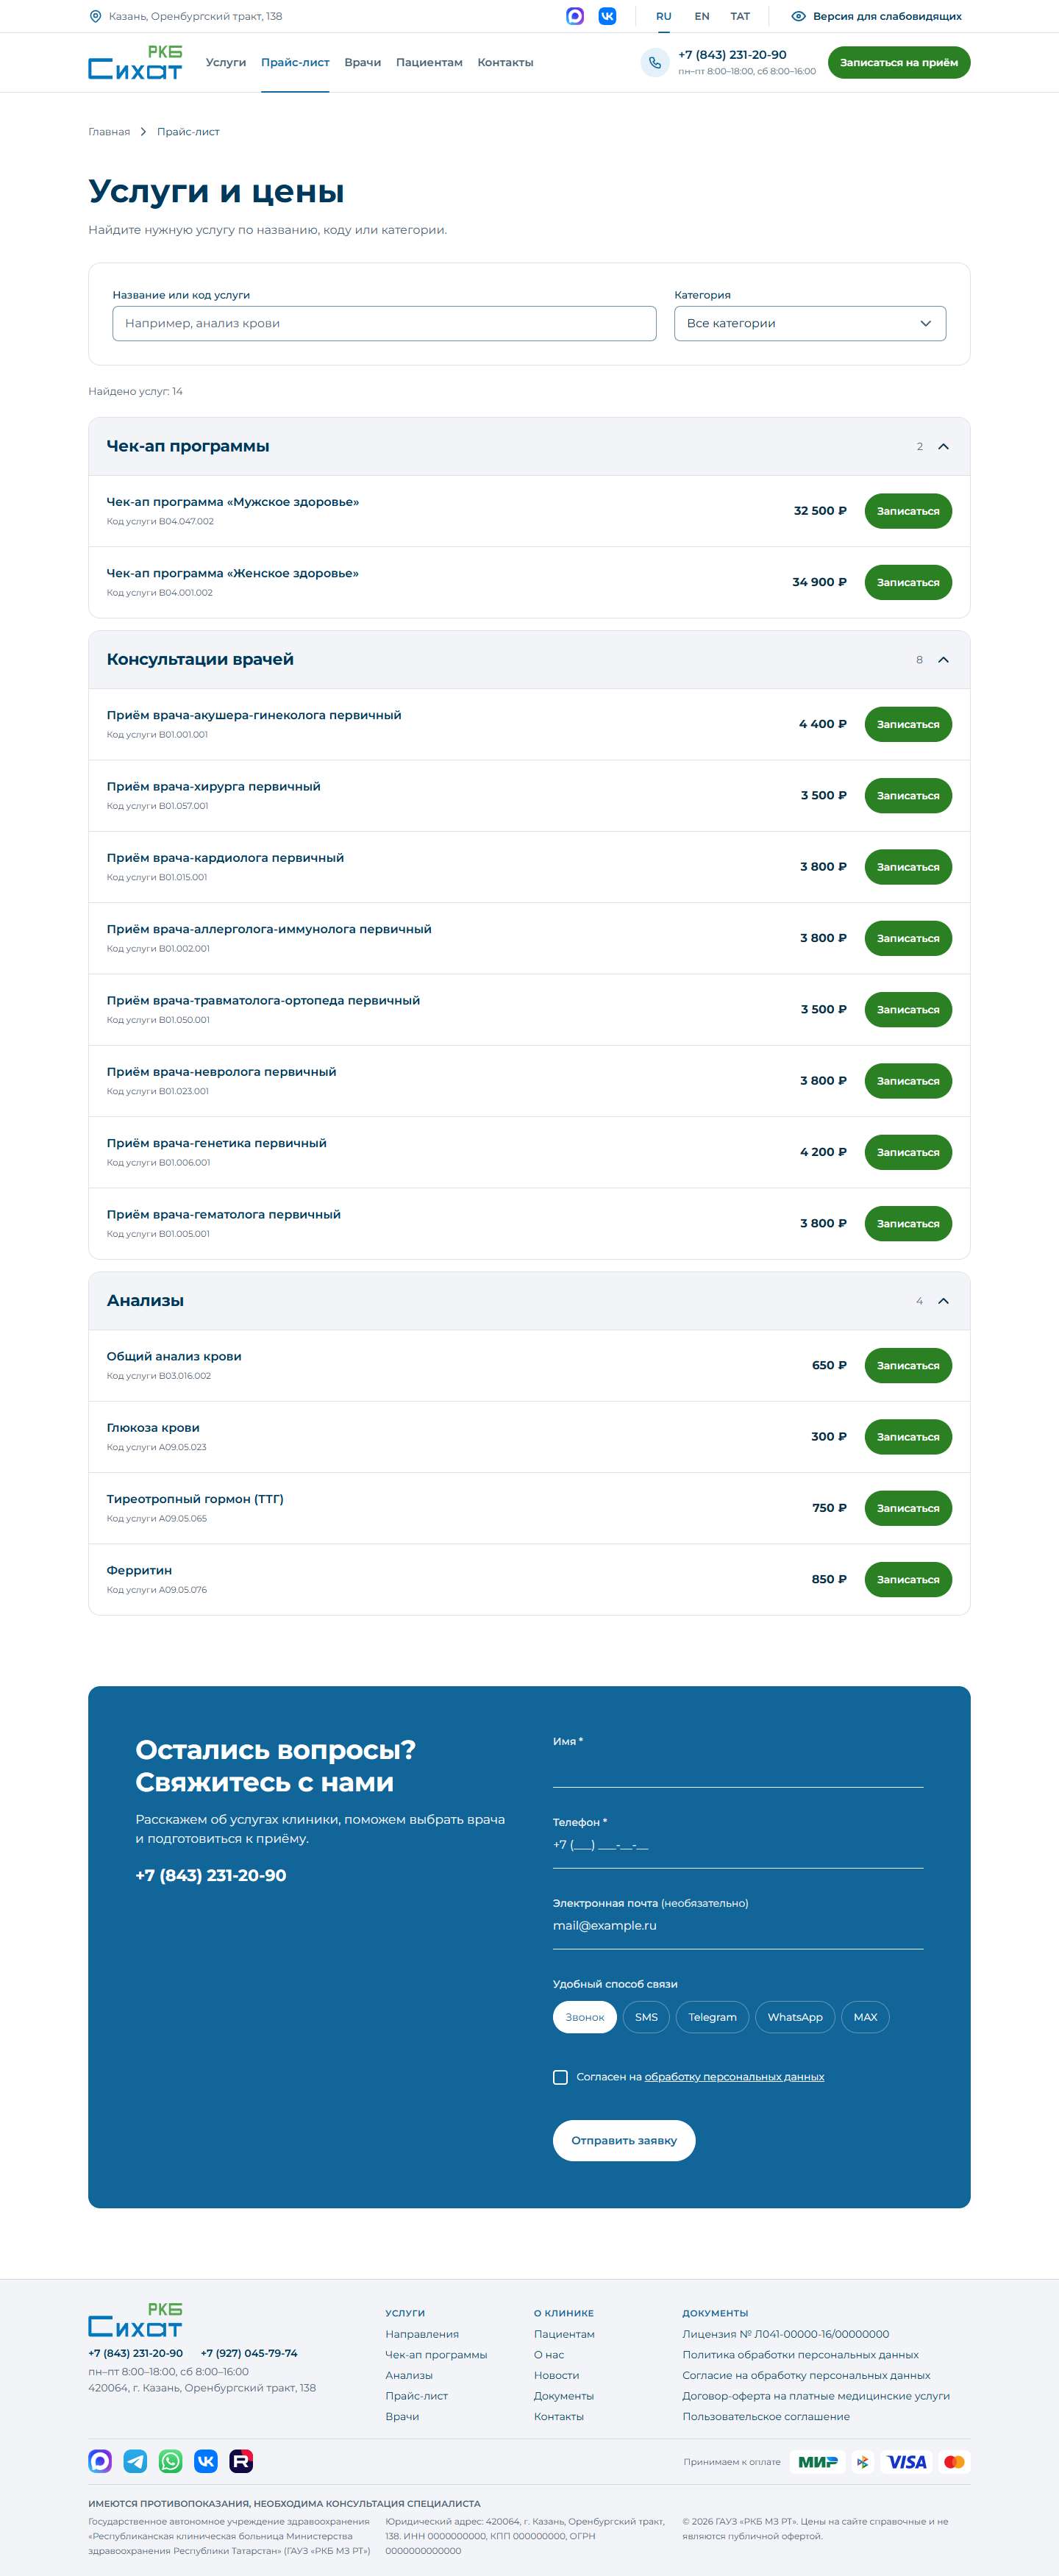 Казань, Оренбургский тракт, 138
RU EN ТАТ
Версия для слабовидящих
РКБ
Сихэт
Услуги Прайс-лист Врачи Пациентам Контакты
+7 (843) 231-20-90
пн–пт 8:00–18:00, сб 8:00–16:00
Записаться на приём
Главная Прайс-лист
Услуги и цены
Найдите нужную услугу по названию, коду или категории.
Название или код услуги
Например, анализ крови
Категория
Все категории
Найдено услуг: 14
Чек-ап программы 2
Чек-ап программа «Мужское здоровье»
Код услуги B04.047.002
32 500 ₽ Записаться
Чек-ап программа «Женское здоровье»
Код услуги B04.001.002
34 900 ₽ Записаться
Консультации врачей 8
Приём врача-акушера-гинеколога первичный
Код услуги B01.001.001
4 400 ₽ Записаться
Приём врача-хирурга первичный
Код услуги B01.057.001
3 500 ₽ Записаться
Приём врача-кардиолога первичный
Код услуги B01.015.001
3 800 ₽ Записаться
Приём врача-аллерголога-иммунолога первичный
Код услуги B01.002.001
3 800 ₽ Записаться
Приём врача-травматолога-ортопеда первичный
Код услуги B01.050.001
3 500 ₽ Записаться
Приём врача-невролога первичный
Код услуги B01.023.001
3 800 ₽ Записаться
Приём врача-генетика первичный
Код услуги B01.006.001
4 200 ₽ Записаться
Приём врача-гематолога первичный
Код услуги B01.005.001
3 800 ₽ Записаться
Анализы 4
Общий анализ крови
Код услуги B03.016.002
650 ₽ Записаться
Глюкоза крови
Код услуги A09.05.023
300 ₽ Записаться
Тиреотропный гормон (ТТГ)
Код услуги A09.05.065
750 ₽ Записаться
Ферритин
Код услуги A09.05.076
850 ₽ Записаться
Остались вопросы?
Свяжитесь с нами
Расскажем об услугах клиники, поможем выбрать врача
и подготовиться к приёму.
+7 (843) 231-20-90
Имя *
Телефон *
+7 (___) ___-__-__
Электронная почта (необязательно)
mail@example.ru
Удобный способ связи
Звонок SMS Telegram WhatsApp MAX
Согласен на обработку персональных данных
Отправить заявку
РКБ
Сихэт
+7 (843) 231-20-90 +7 (927) 045-79-74
пн–пт 8:00–18:00, сб 8:00–16:00
420064, г. Казань, Оренбургский тракт, 138
УСЛУГИ
Направления
Чек-ап программы
Анализы
Прайс-лист
Врачи
О КЛИНИКЕ
Пациентам
О нас
Новости
Документы
Контакты
ДОКУМЕНТЫ
Лицензия № Л041-00000-16/00000000
Политика обработки персональных данных
Согласие на обработку персональных данных
Договор-оферта на платные медицинские услуги
Пользовательское соглашение
Принимаем к оплате
МИР VISA
ИМЕЮТСЯ ПРОТИВОПОКАЗАНИЯ, НЕОБХОДИМА КОНСУЛЬТАЦИЯ СПЕЦИАЛИСТА
Государственное автономное учреждение здравоохранения
«Республиканская клиническая больница Министерства
здравоохранения Республики Татарстан» (ГАУЗ «РКБ МЗ РТ»)
Юридический адрес: 420064, г. Казань, Оренбургский тракт,
138. ИНН 0000000000, КПП 000000000, ОГРН
0000000000000
© 2026 ГАУЗ «РКБ МЗ РТ». Цены на сайте справочные и не
являются публичной офертой.